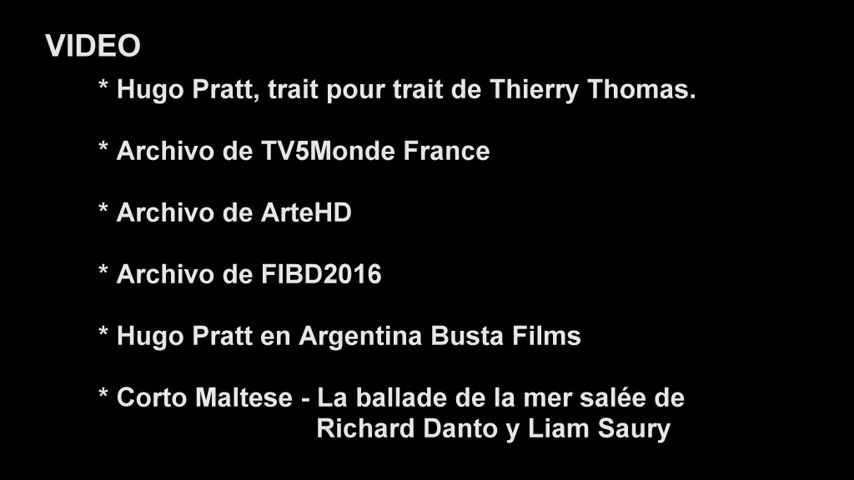 VIDEO
* Hugo Pratt, trait pour trait de Thierry Thomas.
* Archivo de TV5Monde France
* Archivo de ArteHD
* Archivo de FIBD2016
* Hugo Pratt en Argentina Busta Films
* Corto Maltese - La ballade de la mer salée de
Richard Danto y Liam Saury